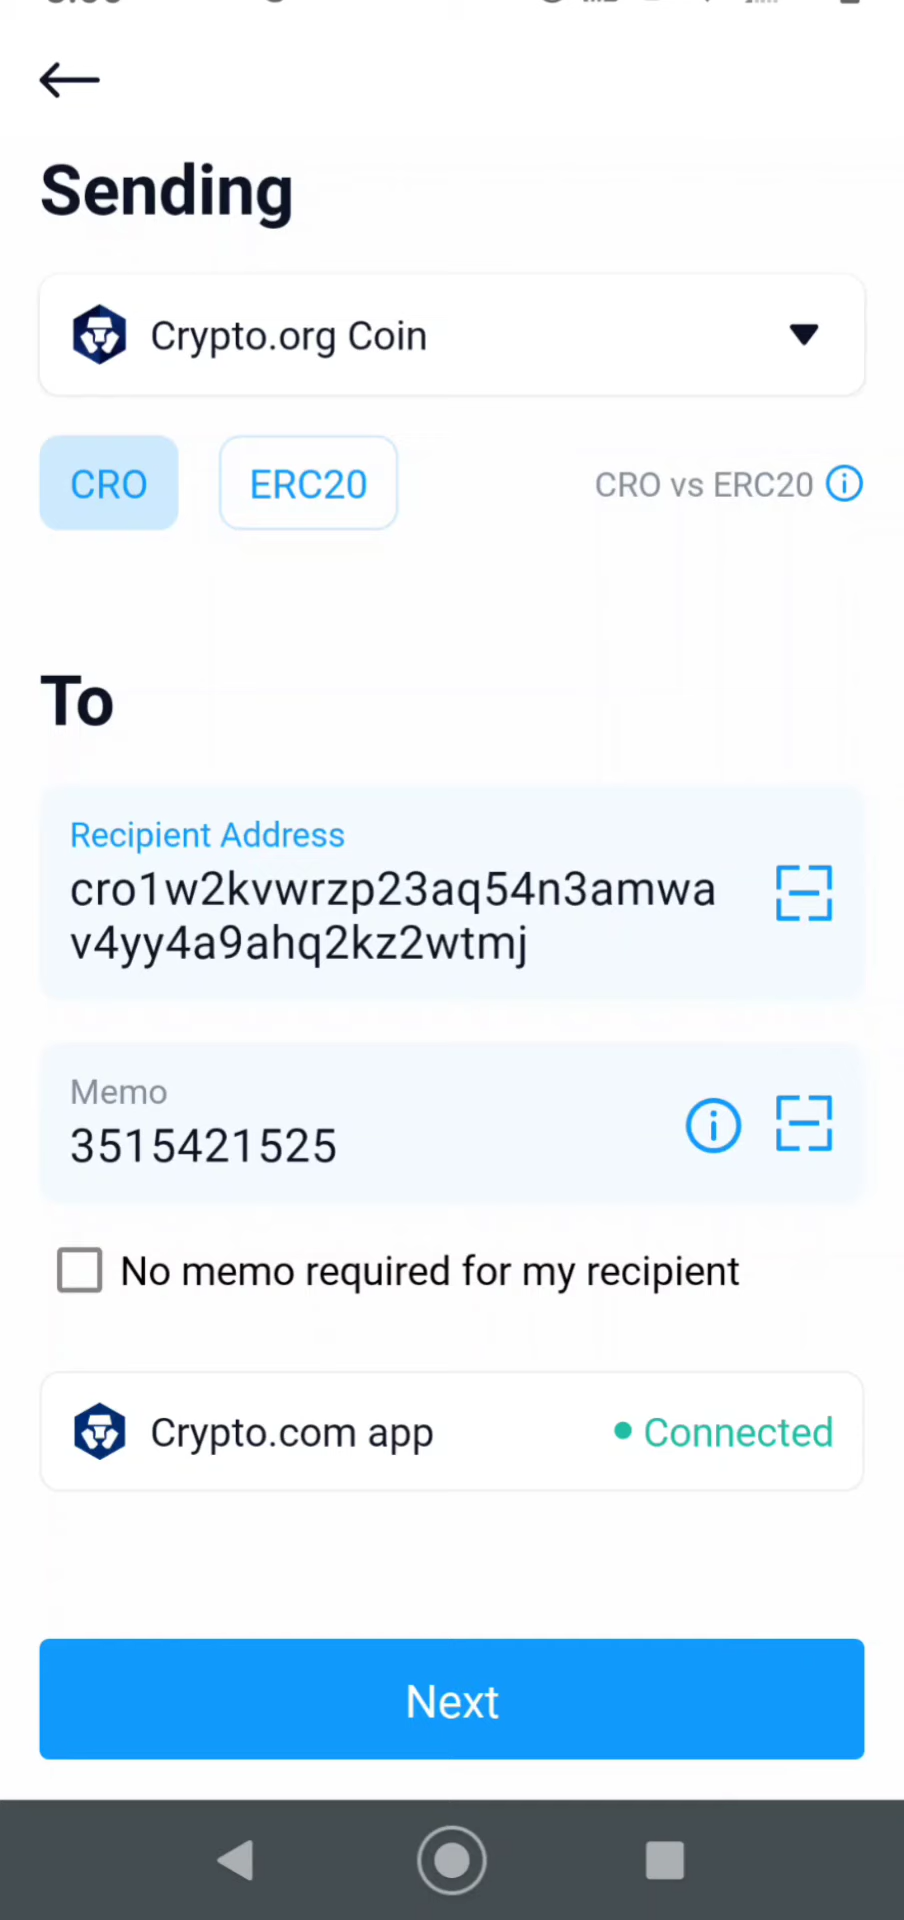 Sending
Crypto.org Coin
CRO
ERC20
CRO vs ERC20
To
Recipient Address
cro1w2kvwrzp23aq54n3amwa
v4yy4a9ahq2kz2wtmj
Memo
3515421525
No memo required for my recipient
Crypto.com app
Connected
Next